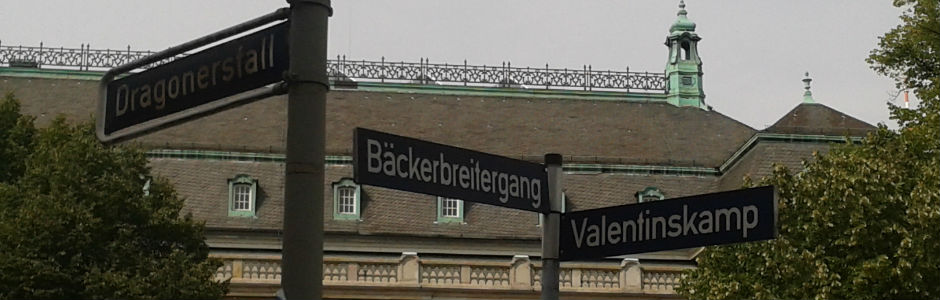 Dragonerstall
Bäckerbreitergang
Valentinskamp